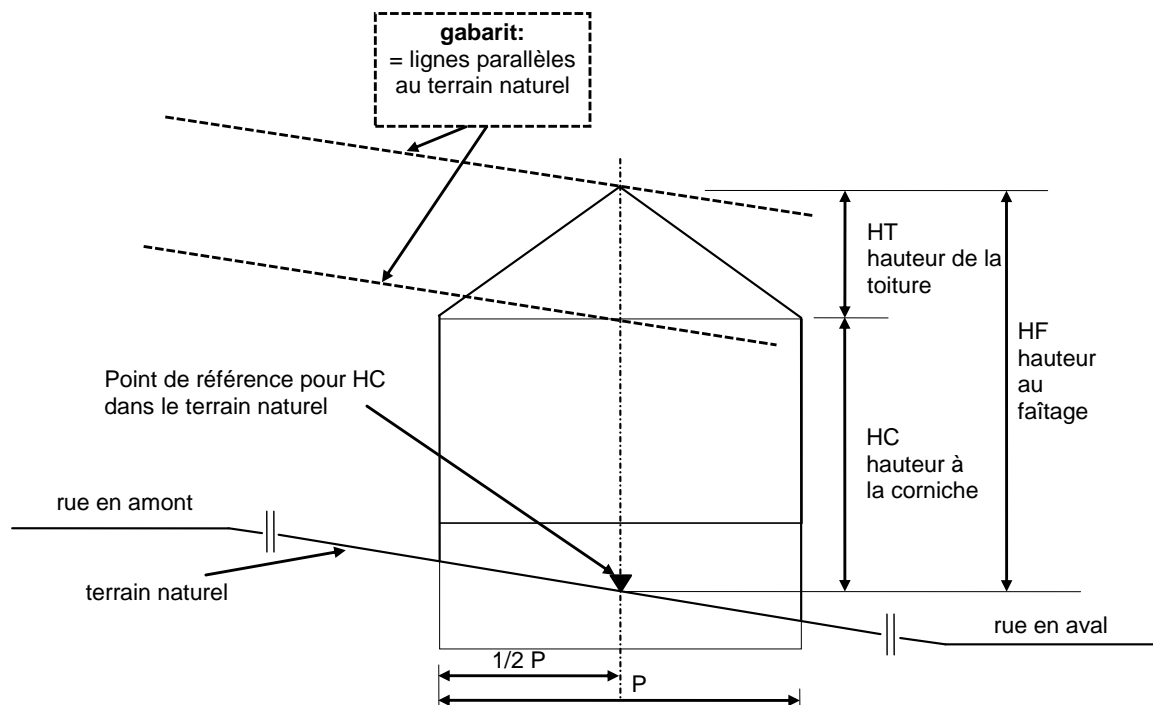 gabarit:
= lignes parallèles
au terrain naturel
HT
hauteur de la
toiture
HF
hauteur
au
faîtage
Point de référence pour HC
dans le terrain naturel
HC
hauteur à
la corniche
rue en amont
terrain naturel
rue en aval
1/2 P
P